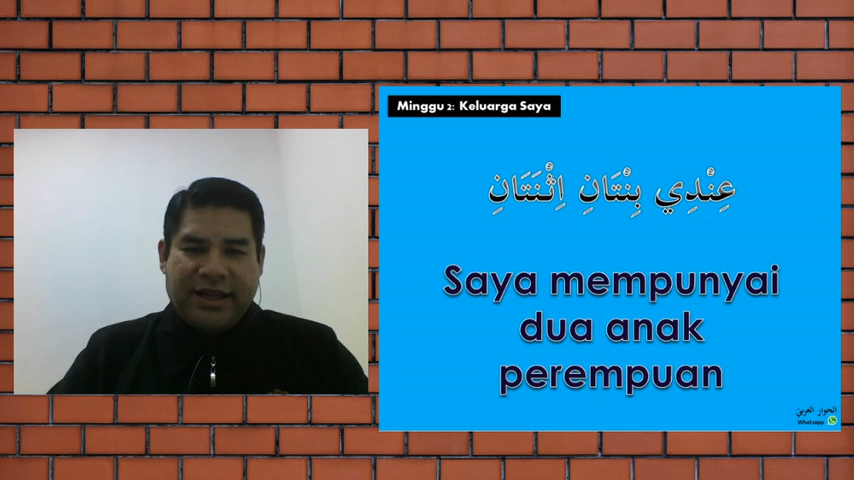 Minggu 2: Keluarga Saya
عِنْدِي بِنْتَانِ اِثْنَتَانِ
Saya mempunyai
dua anak
perempuan
الحوار العربي
Whatsapp